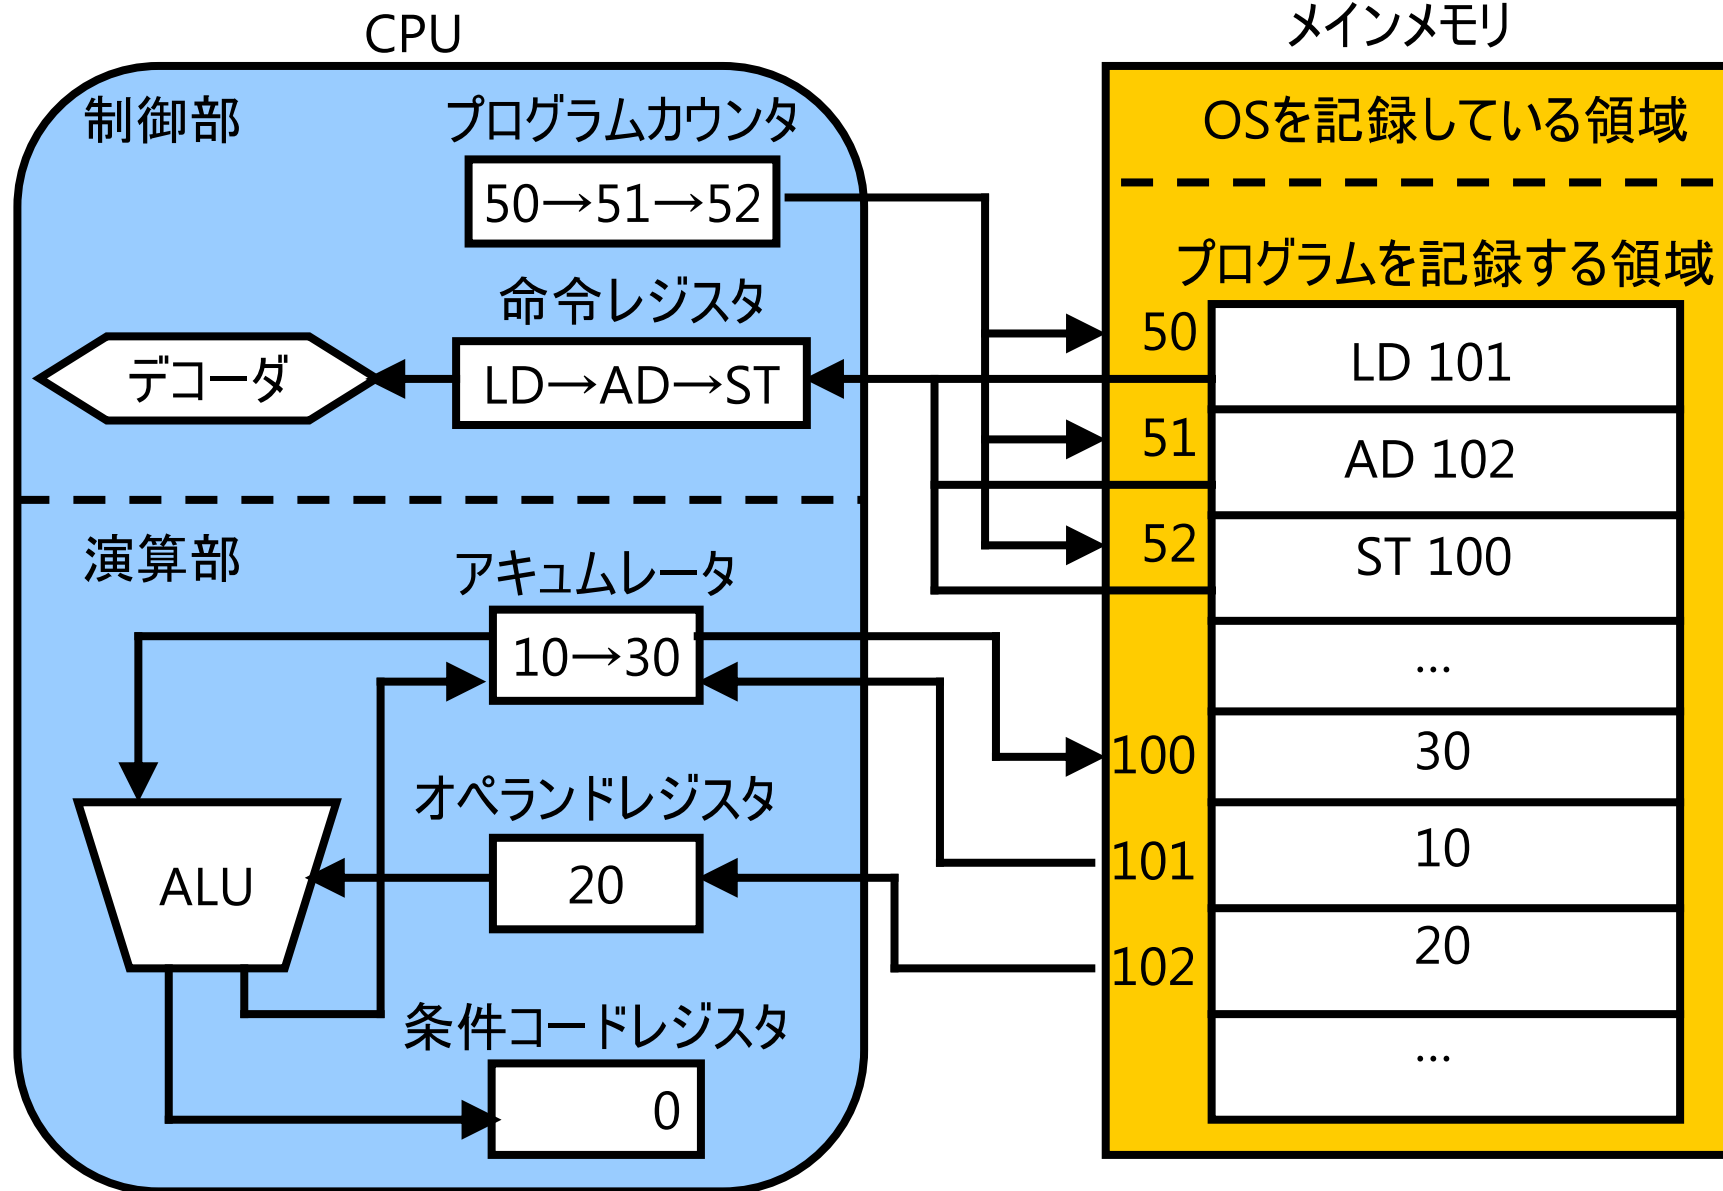 CPU
制御部
プログラムカウンタ
50→51→52
命令レジスタ
デコーダ
LD→AD→ST
演算部
アキュムレータ
10→30
オペランドレジスタ
ALU
20
条件コードレジスタ
0
メインメモリ
OSを記録している領域
プログラムを記録する領域
50
LD 101
51
AD 102
52
ST 100
...
100
30
101
10
102
20
...